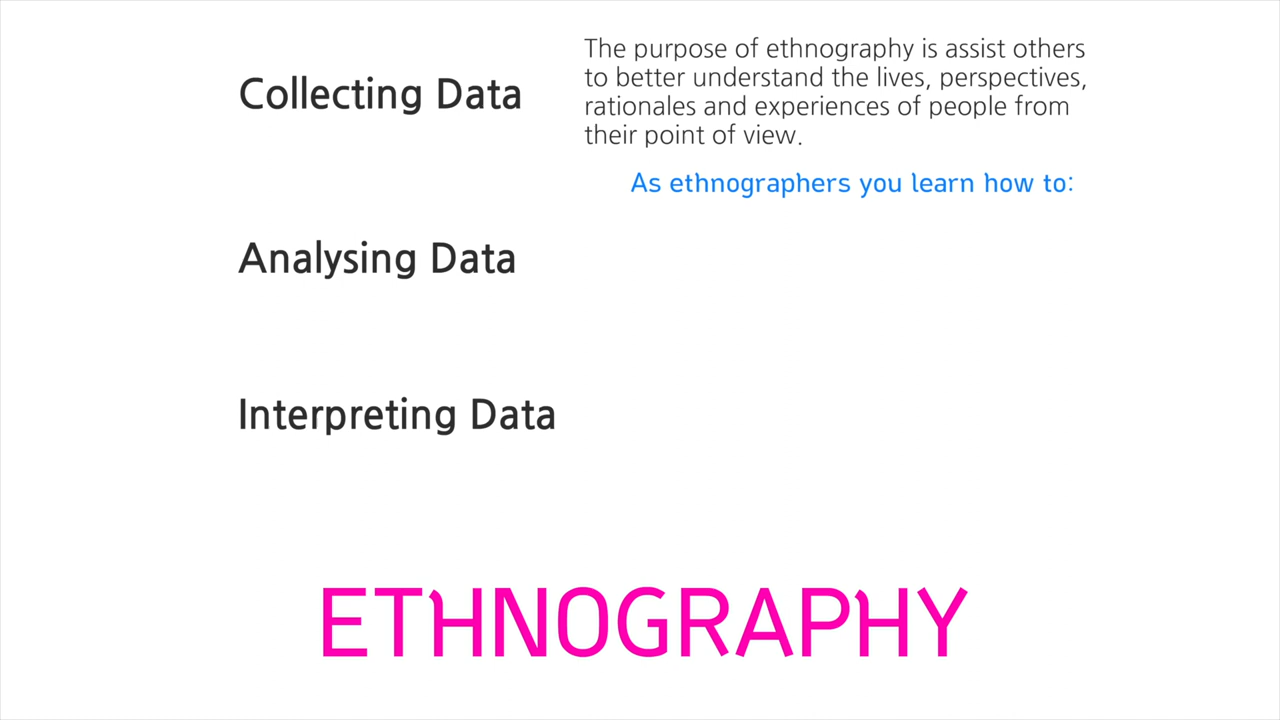 Collecting Data
The purpose of ethnography is assist others
to better understand the lives, perspectives,
rationales and experiences of people from
their point of view.
As ethnographers you learn how to:
Analysing Data
Interpreting Data
ETHNOGRAPHY